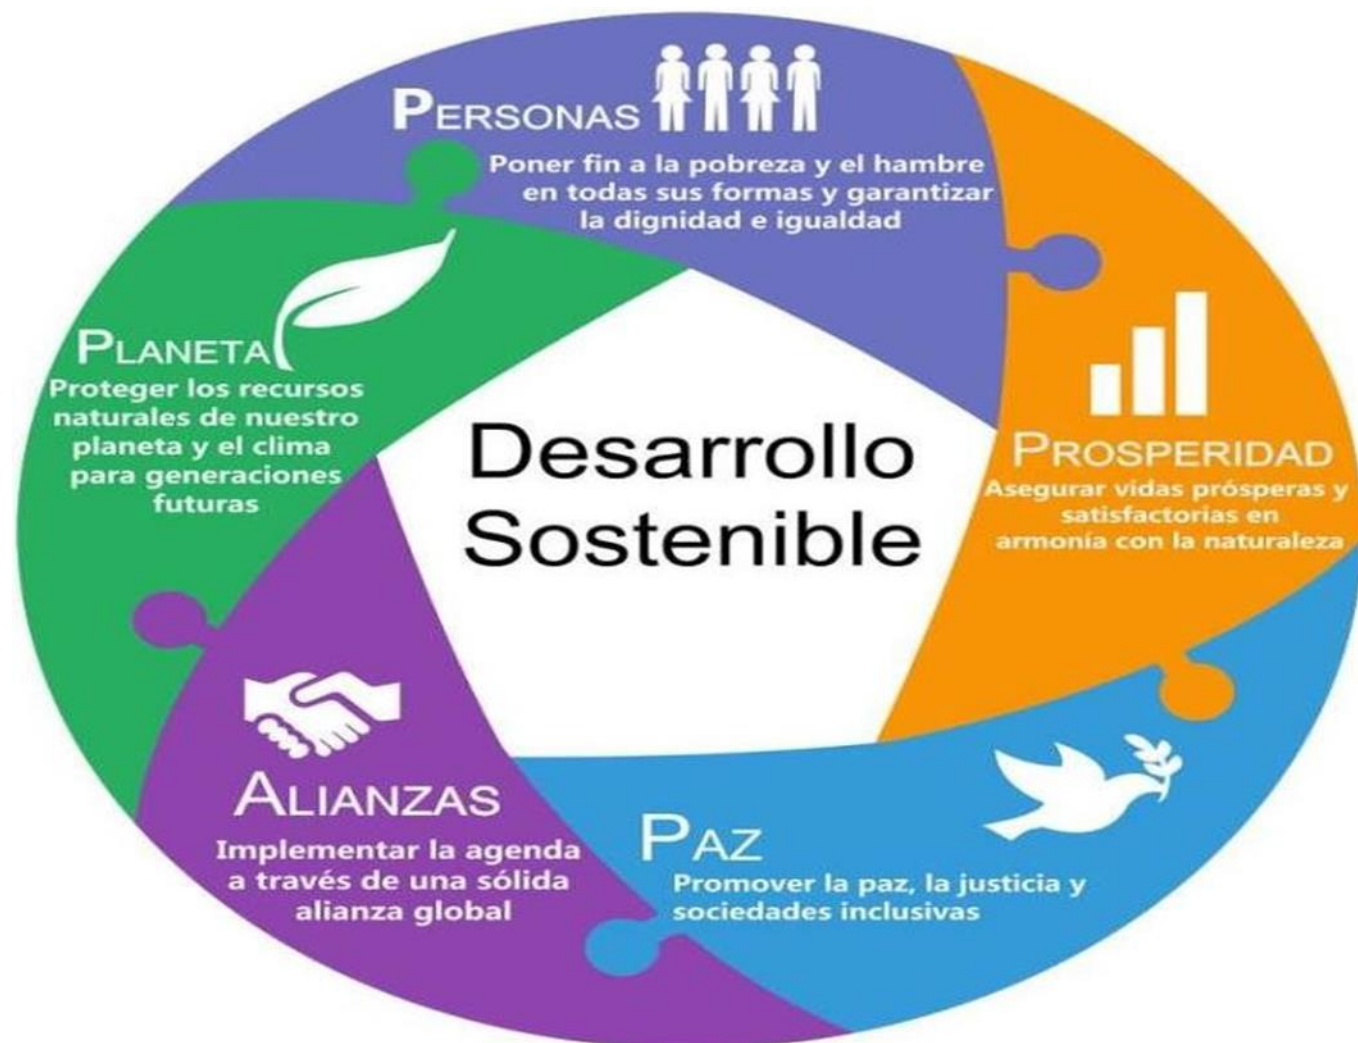 PERSONAS
Poner fin a la pobreza y el hambre
en todas sus formas y garantizar
la dignidad e igualdad
PROSPERIDAD
Asegurar vidas prósperas y
satisfactorias en
armonía con la naturaleza
PAZ
Promover la paz, la justicia y
sociedades inclusivas
ALIANZAS
Implementar la agenda
a través de una sólida
alianza global
PLANETA
Proteger los recursos
naturales de nuestro
planeta y el clima
para generaciones
futuras
Desarrollo
Sostenible